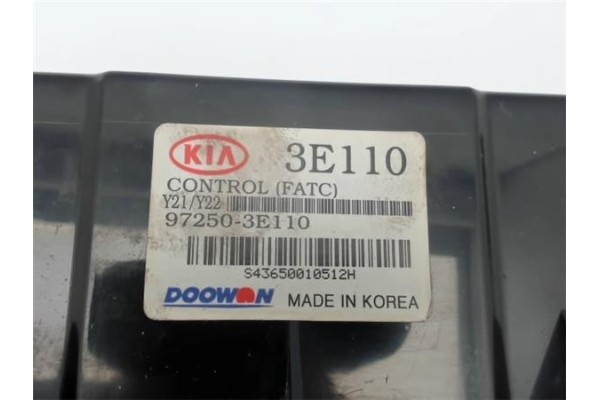 KIA 3E110
CONTROL (FATC)
Y21/Y22
97250-3E110
S43650010512H
DOOWON MADE IN KOREA